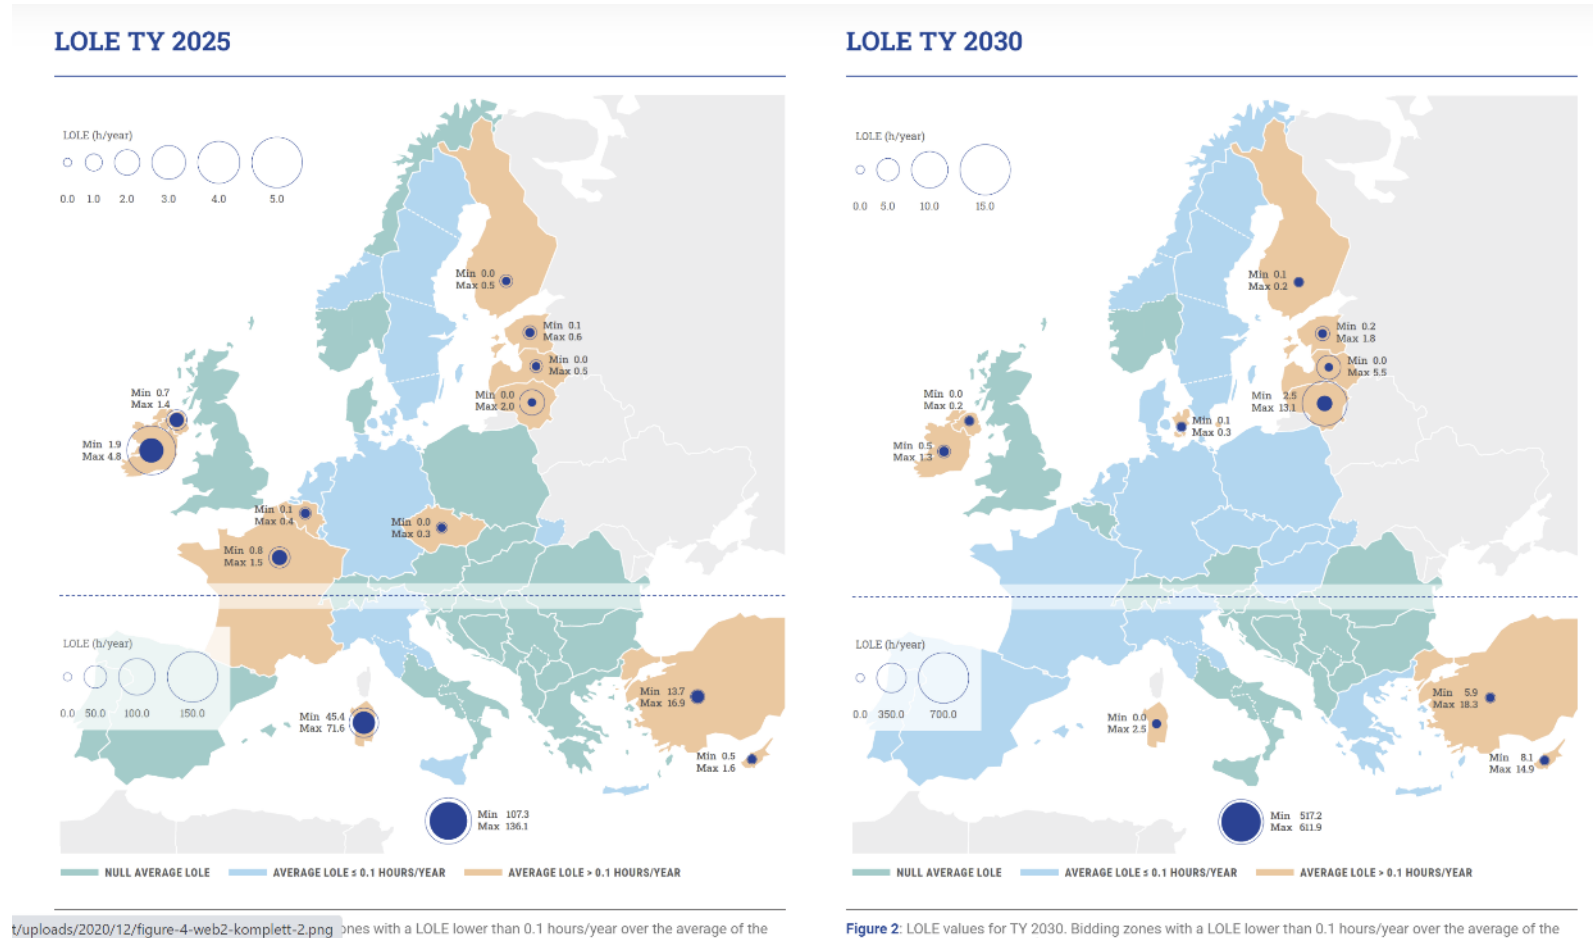 LOLE TY 2025
LOLE (h/year)
0.0 1.0 2.0 3.0 4.0 5.0
Min 0.0
Max 0.5
Min 0.1
Max 0.6
Min 0.0
Max 0.5
Min 0.0
Max 2.0
Min 0.7
Max 1.4
Min 1.9
Max 4.8
Min 0.1
Max 0.4
Min 0.0
Max 0.3
Min 0.8
Max 1.5
LOLE (h/year)
0.0 50.0 100.0 150.0
Min 45.4
Max 71.6
Min 13.7
Max 16.9
Min 0.5
Max 1.6
Min 107.3
Max 136.1
NULL AVERAGE LOLE AVERAGE LOLE ≤ 0.1 HOURS/YEAR AVERAGE LOLE > 0.1 HOURS/YEAR
t/uploads/2020/12/figure-4-web2-komplett-2.png ones with a LOLE lower than 0.1 hours/year over the average of the
LOLE TY 2030
LOLE (h/year)
0.0 5.0 10.0 15.0
Min 0.1
Max 0.2
Min 0.2
Max 1.8
Min 0.0
Max 5.5
Min 2.5
Max 13.1
Min 0.0
Max 0.2
Min 0.1
Max 0.3
Min 0.5
Max 1.3
LOLE (h/year)
0.0 350.0 700.0
Min 0.0
Max 2.5
Min 5.9
Max 18.3
Min 8.1
Max 14.9
Min 517.2
Max 611.9
NULL AVERAGE LOLE AVERAGE LOLE ≤ 0.1 HOURS/YEAR AVERAGE LOLE > 0.1 HOURS/YEAR
Figure 2: LOLE values for TY 2030. Bidding zones with a LOLE lower than 0.1 hours/year over the average of the